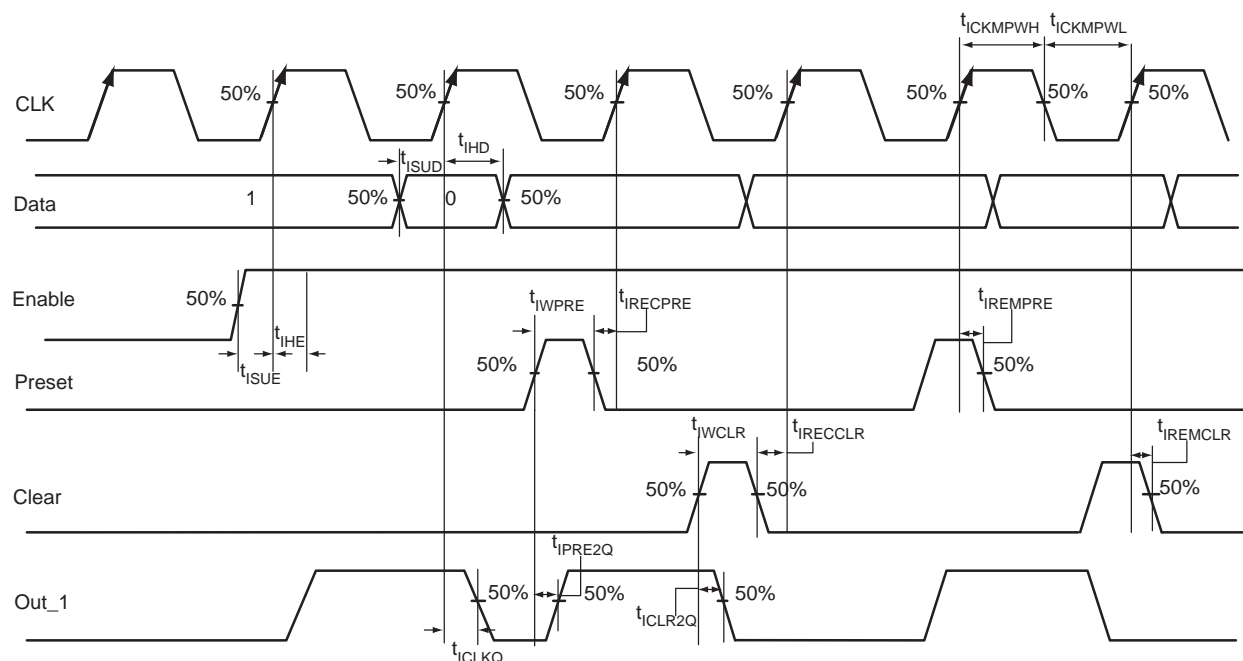 tICKMPWH tICKMPWL
CLK 50% 50% 50% 50% 50% 50% 50%
tISUD tIHD
Data 1 50% 0 50%
Enable 50% tIHE tISUE
tIWPRE tIRECPRE tIREMPRE
Preset 50% 50% 50%
tIWCLR tIRECCLR tIREMCLR
Clear 50% 50% 50%
tIPRE2Q
Out_1 50% 50% tICLR2Q 50%
tICLKQ